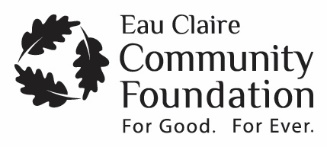 Eau Claire
Community
Foundation
For Good. For Ever.